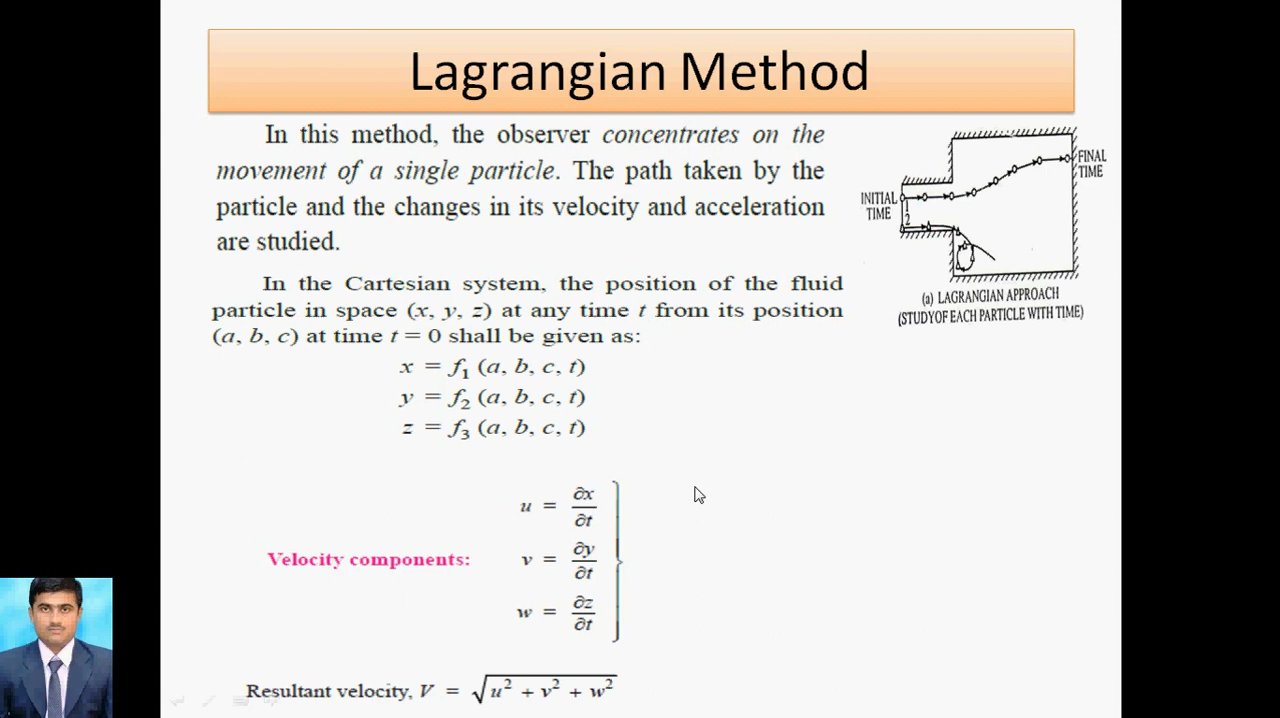 Lagrangian Method
In this method, the observer concentrates on the
movement of a single particle. The path taken by the
particle and the changes in its velocity and acceleration
are studied.
In the Cartesian system, the position of the fluid
particle in space (x, y, z) at any time t from its position
(a, b, c) at time t = 0 shall be given as:
x = f₁ (a, b, c, t)
y = f₂ (a, b, c, t)
z = f₃ (a, b, c, t)
Velocity components:
u = ∂x/∂t
v = ∂y/∂t
w = ∂z/∂t
Resultant velocity, V = √(u² + v² + w²)
INITIAL
TIME
1
2
FINAL
TIME
(a) LAGRANGIAN APPROACH
(STUDY OF EACH PARTICLE WITH TIME)